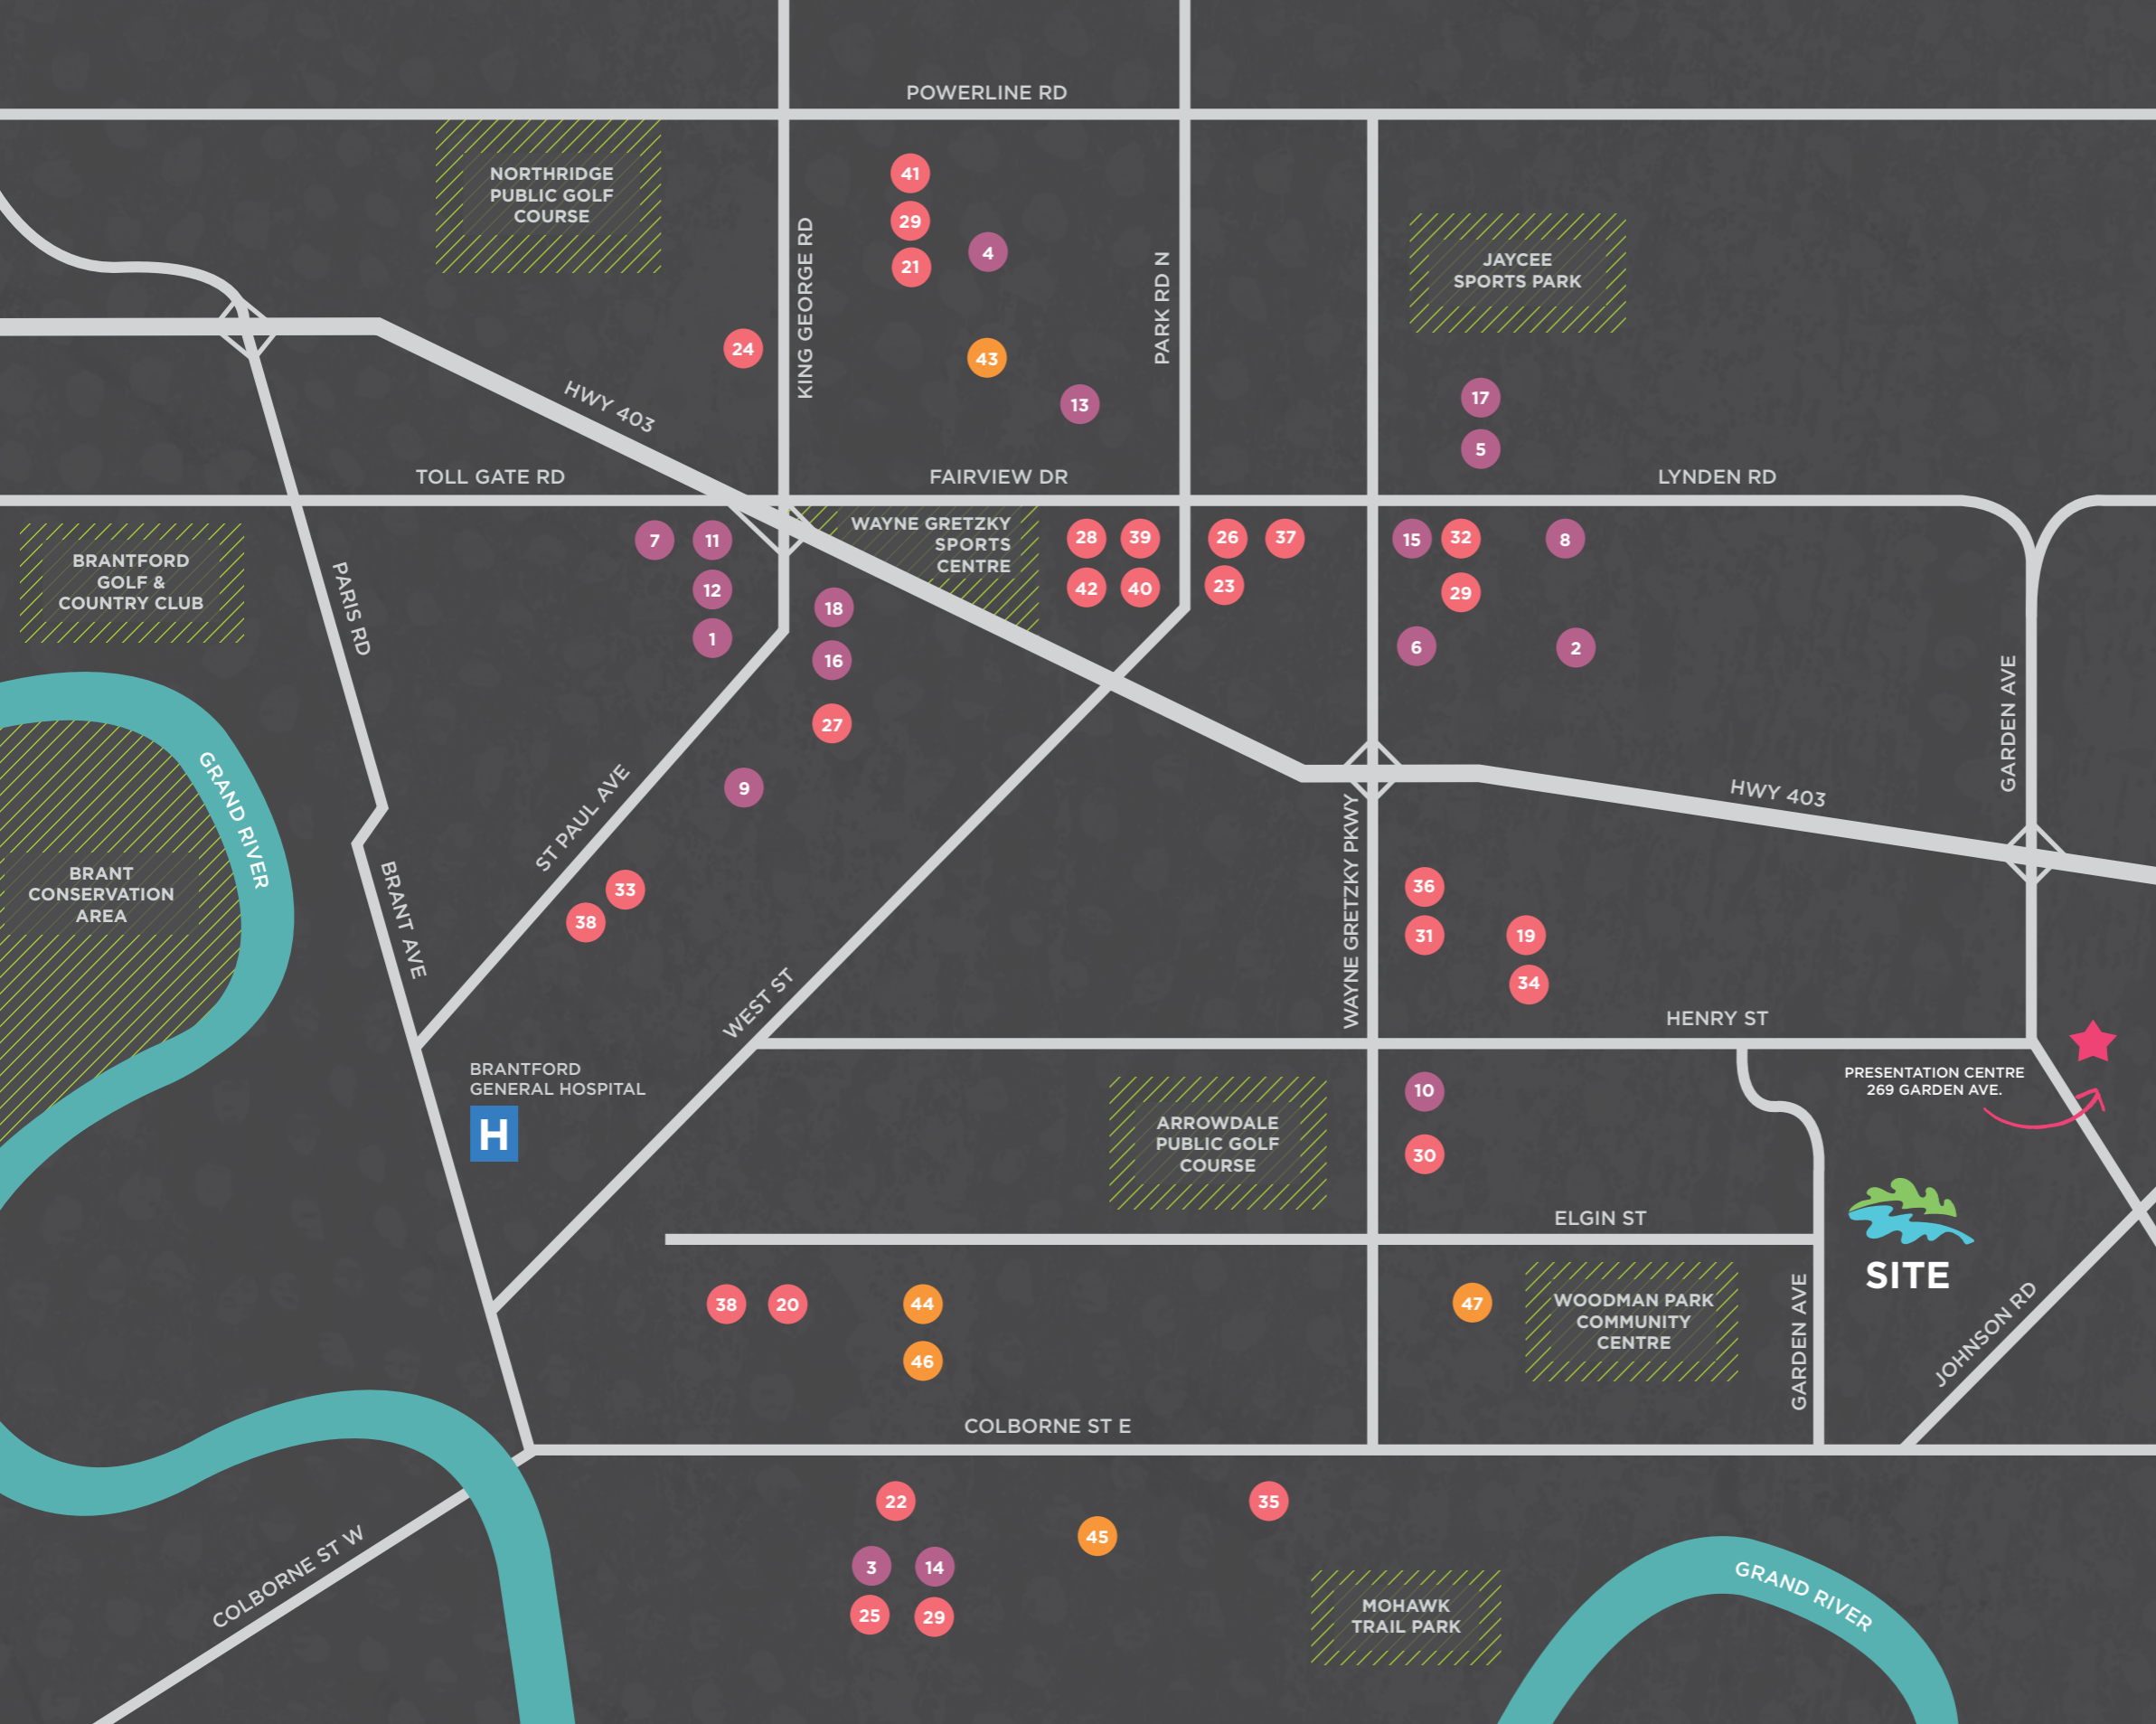 POWERLINE RD
NORTHRIDGE
PUBLIC GOLF
COURSE
41
29
21
4
KING GEORGE RD
PARK RD N
JAYCEE
SPORTS PARK
24
43
13
HWY 403
17
5
TOLL GATE RD
FAIRVIEW DR
LYNDEN RD
BRANTFORD
GOLF &
COUNTRY CLUB
PARIS RD
7
11
12
1
18
16
27
WAYNE GRETZKY
SPORTS
CENTRE
28
39
42
40
26
37
23
15
32
8
29
6
2
GARDEN AVE
GRAND RIVER
ST PAUL AVE
9
HWY 403
BRANT
CONSERVATION
AREA
BRANT AVE
33
38
WEST ST
WAYNE GRETZKY PKWY
36
31
19
34
HENRY ST
BRANTFORD
GENERAL HOSPITAL
H
ARROWDALE
PUBLIC GOLF
COURSE
10
30
PRESENTATION CENTRE
269 GARDEN AVE.
ELGIN ST
SITE
38
20
44
46
47
WOODMAN PARK
COMMUNITY
CENTRE
GARDEN AVE
JOHNSON RD
COLBORNE ST E
COLBORNE ST W
22
35
45
3
14
25
29
MOHAWK
TRAIL PARK
GRAND RIVER